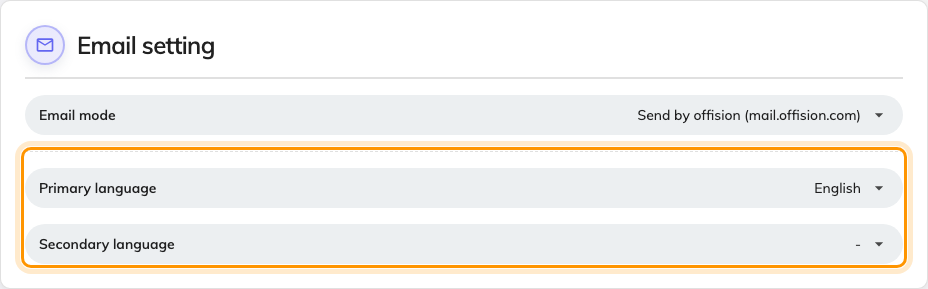 Email setting
Email mode Send by offision (mail.offision.com)
Primary language English
Secondary language -